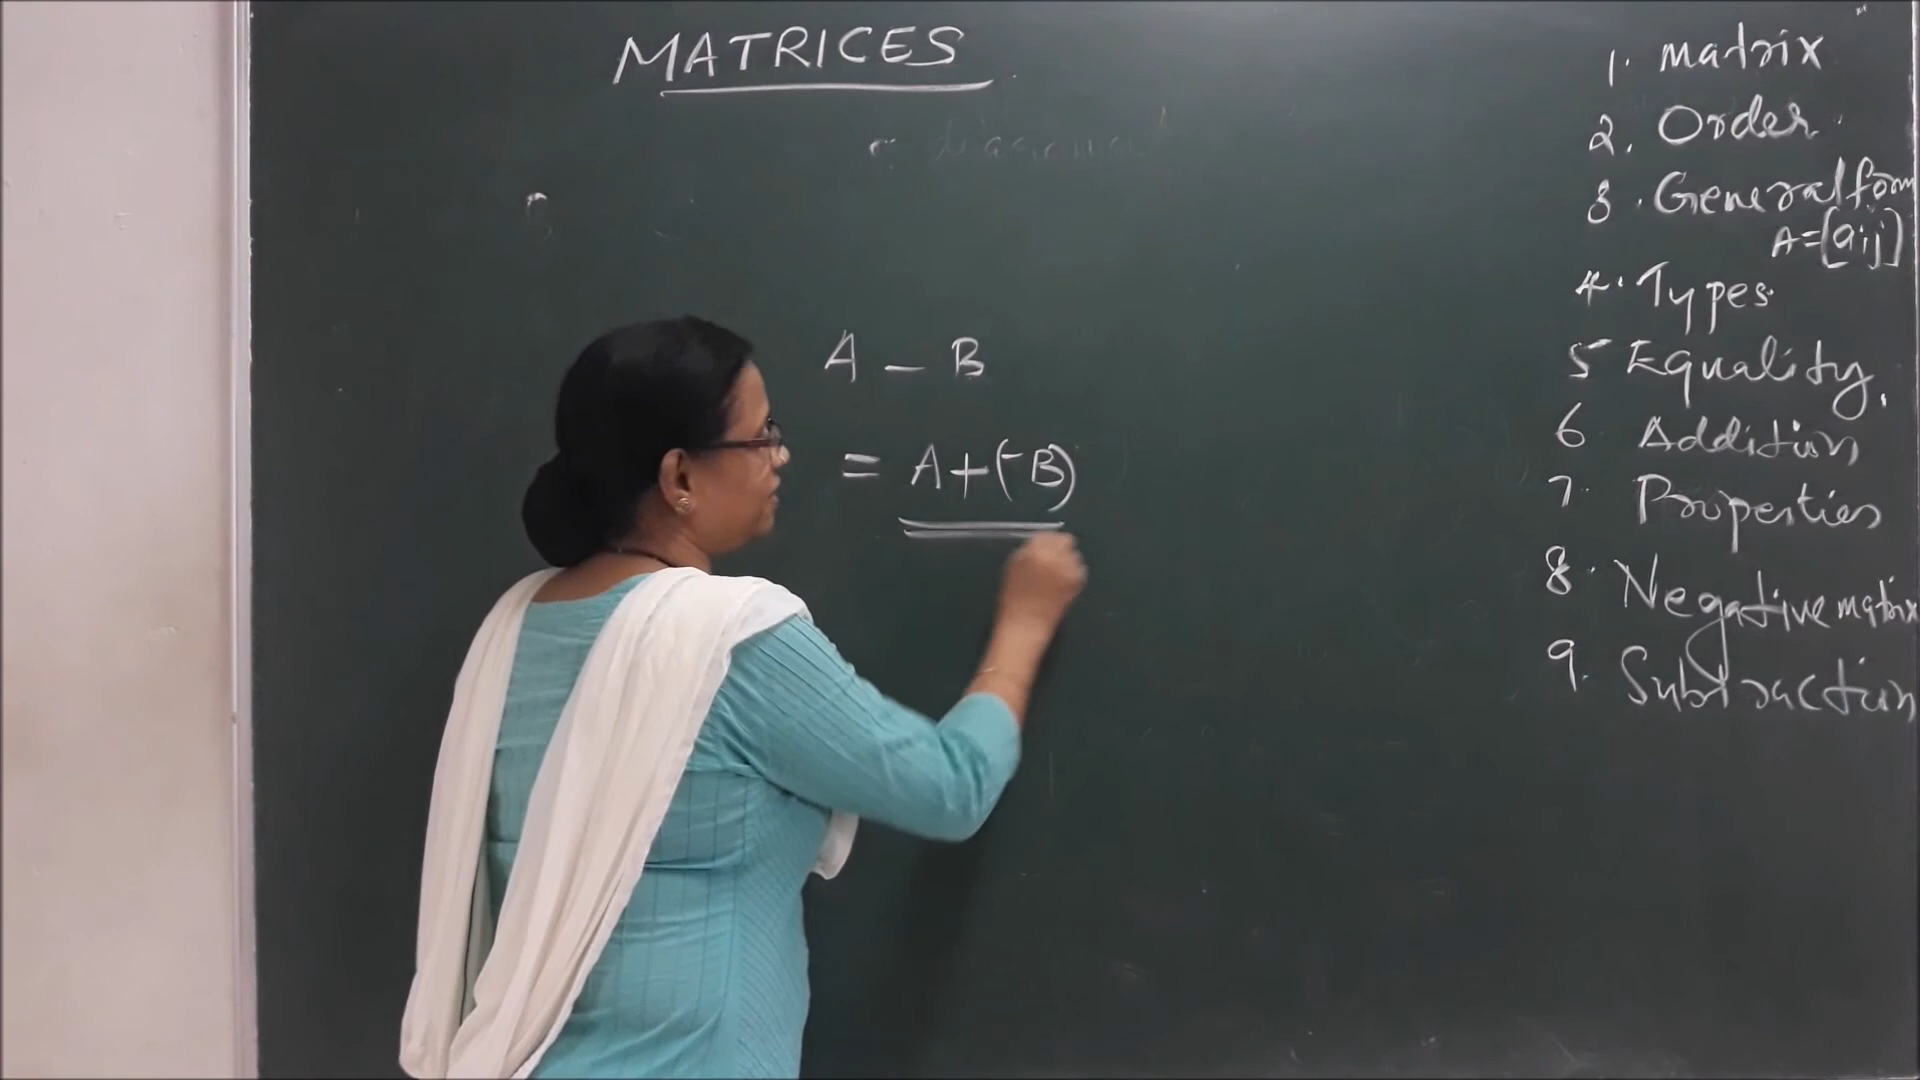 MATRICES
A - B
= A+(-B)
1. Matrix
2. Order
3. General form
A=[aij]
4. Types
5 Equality
6 Addition
7. Properties
8. Negative matrix
9. Subtraction